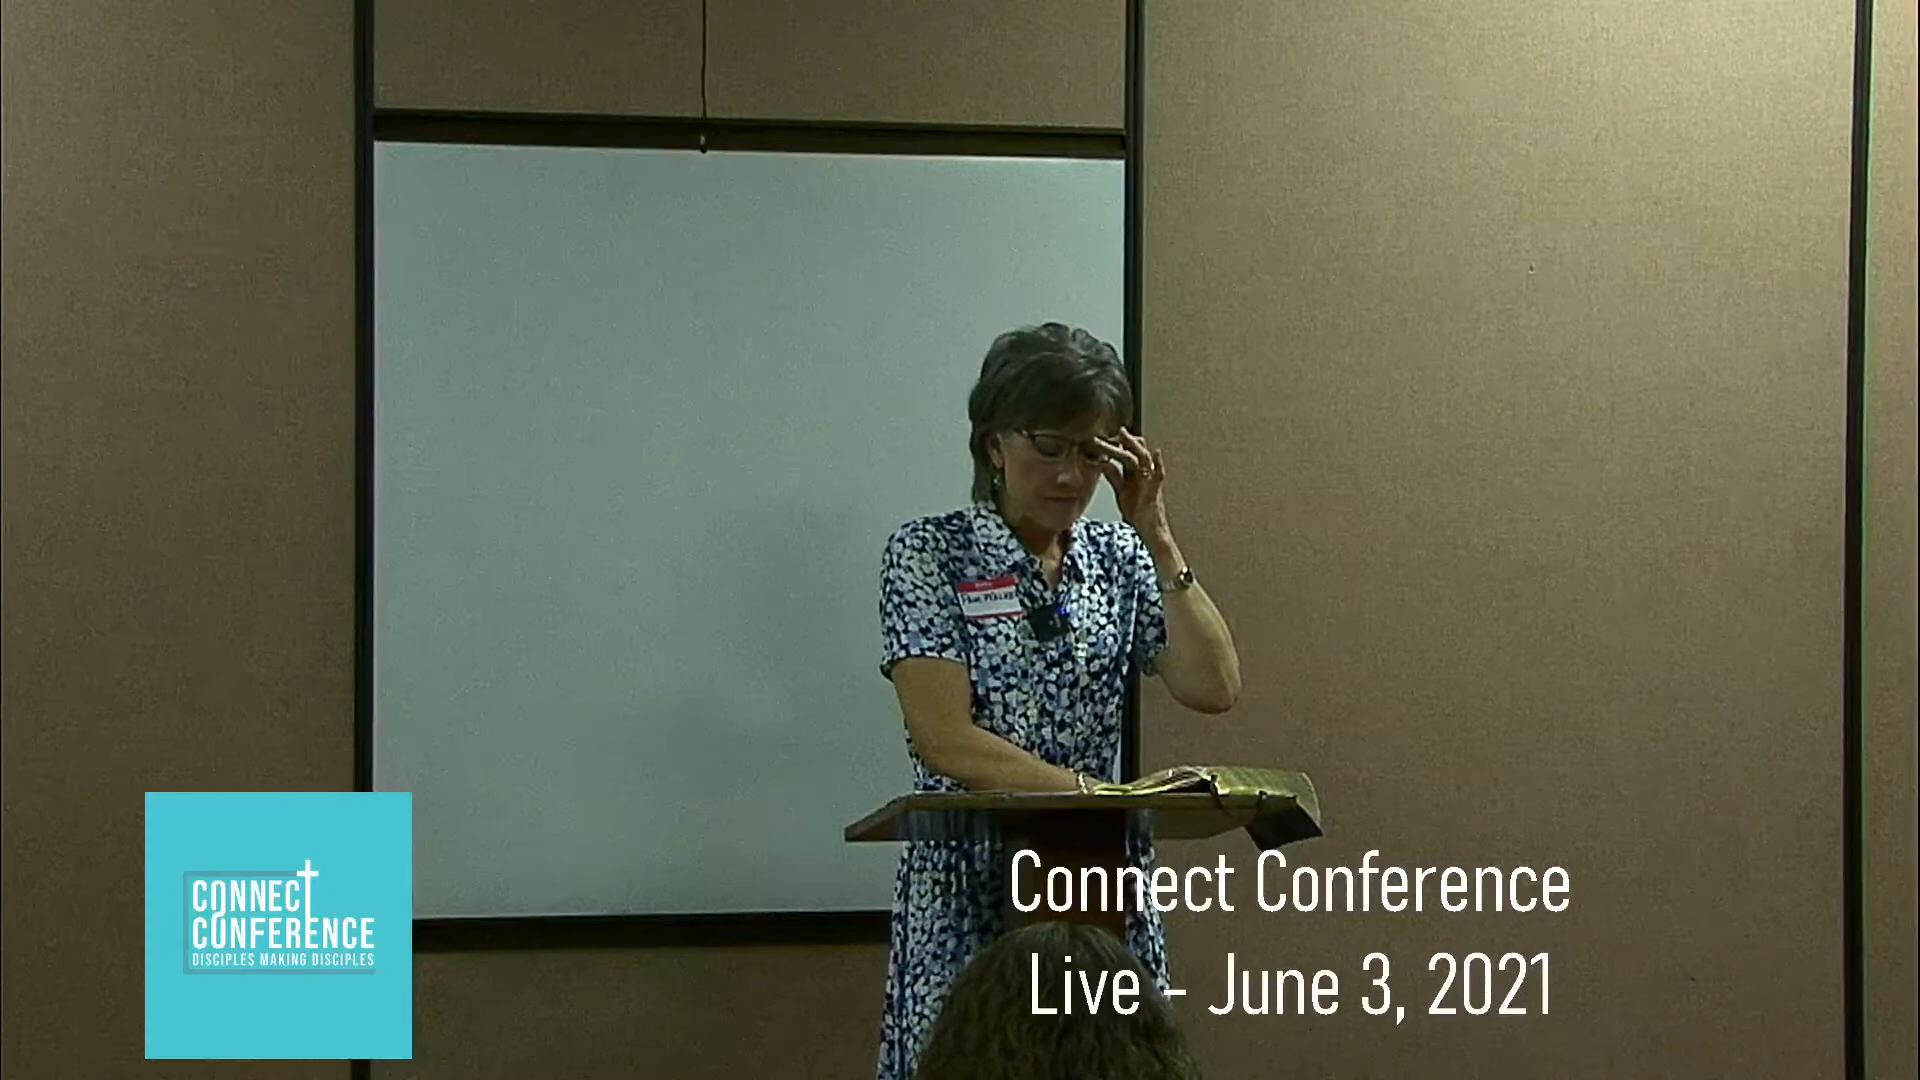 CONNECT
CONFERENCE
DISCIPLES MAKING DISCIPLES
Connect Conference
Live - June 3, 2021